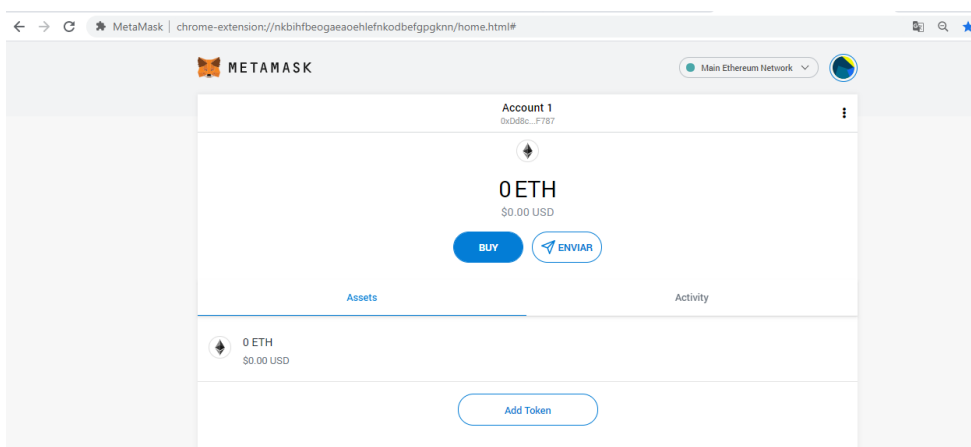 MetaMask | chrome-extension://nkbihfbeogaeaoehlefnkodbefgpgknn/home.html#
METAMASK
Main Ethereum Network
Account 1
0xDd8c...F787
0 ETH
$0.00 USD
BUY
ENVIAR
Assets
Activity
0 ETH
$0.00 USD
Add Token